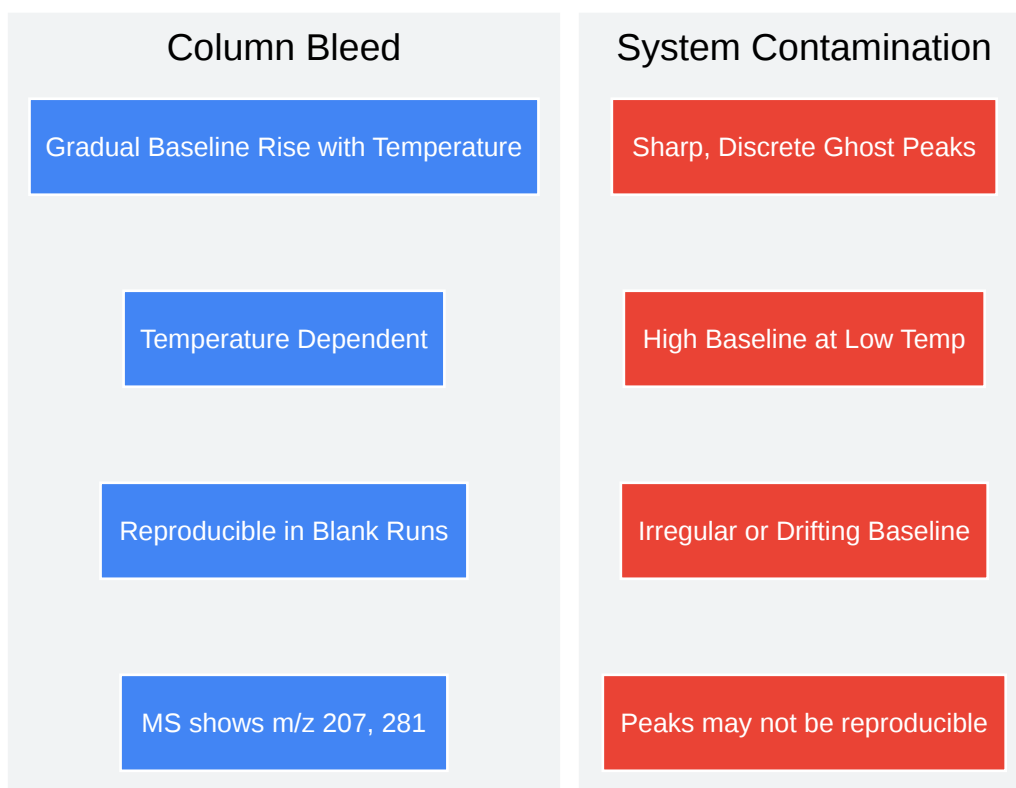 Column Bleed
Gradual Baseline Rise with Temperature
Temperature Dependent
Reproducible in Blank Runs
MS shows m/z 207, 281
System Contamination
Sharp, Discrete Ghost Peaks
High Baseline at Low Temp
Irregular or Drifting Baseline
Peaks may not be reproducible